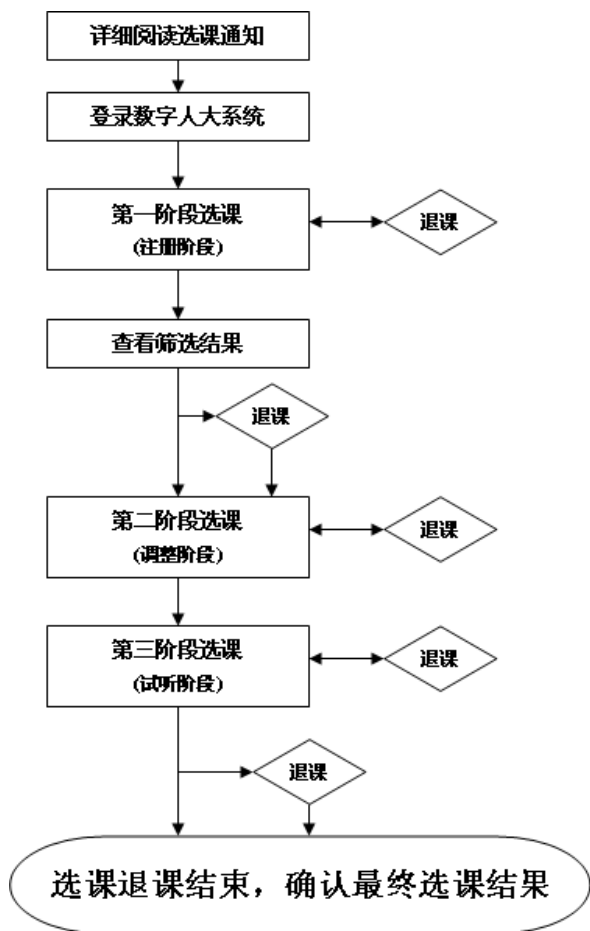 详细阅读选课通知
登录数字人大系统
第一阶段选课
(注册阶段)
退课
查看筛选结果
退课
第二阶段选课
(调整阶段)
退课
第三阶段选课
(试听阶段)
退课
退课
选课退课结束，确认最终选课结果